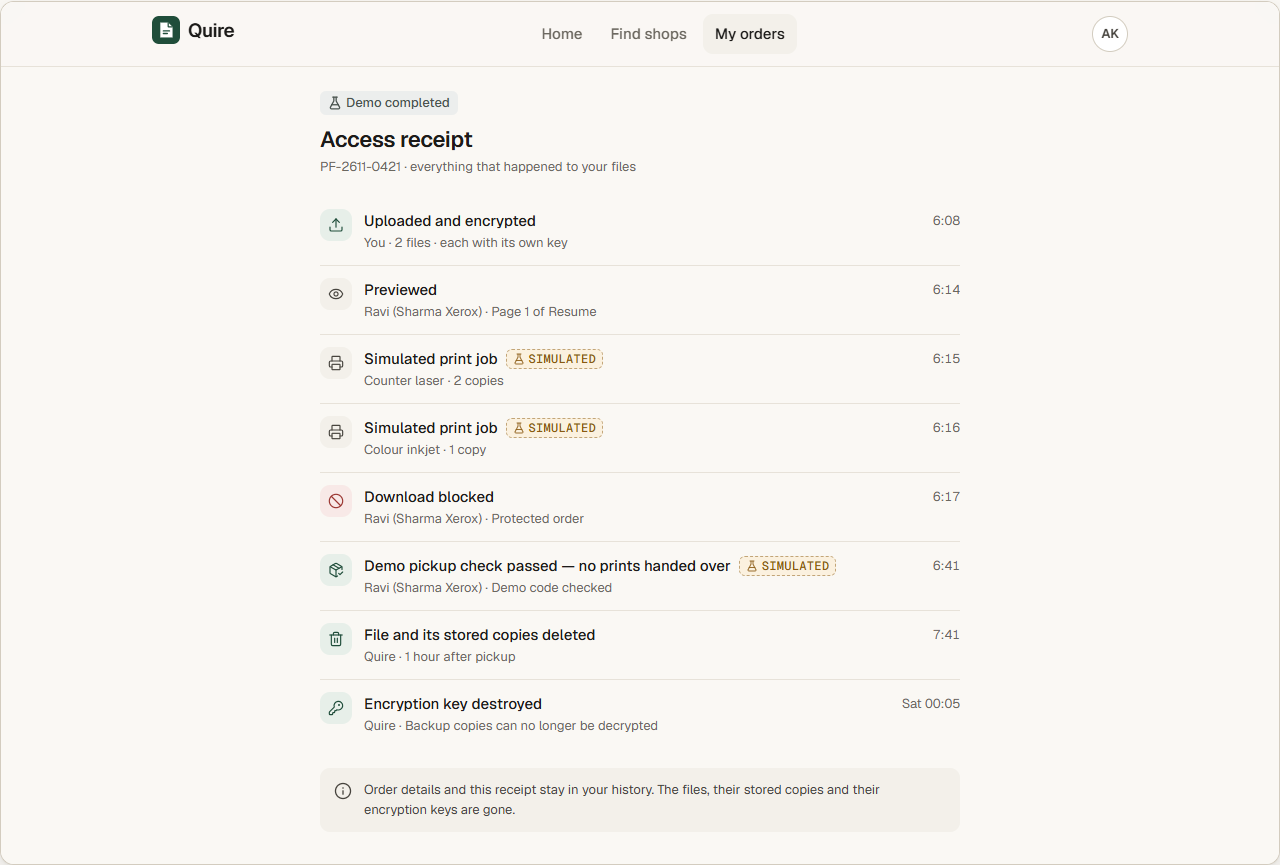 Quire
Home
Find shops
My orders
AK
Demo completed
Access receipt
PF-2611-0421 · everything that happened to your files
Uploaded and encrypted
6:08
You · 2 files · each with its own key
Previewed
6:14
Ravi (Sharma Xerox) · Page 1 of Resume
Simulated print job
SIMULATED
6:15
Counter laser · 2 copies
Simulated print job
SIMULATED
6:16
Colour inkjet · 1 copy
Download blocked
6:17
Ravi (Sharma Xerox) · Protected order
Demo pickup check passed — no prints handed over
SIMULATED
6:41
Ravi (Sharma Xerox) · Demo code checked
File and its stored copies deleted
7:41
Quire · 1 hour after pickup
Encryption key destroyed
Sat 00:05
Quire · Backup copies can no longer be decrypted
Order details and this receipt stay in your history. The files, their stored copies and their
encryption keys are gone.